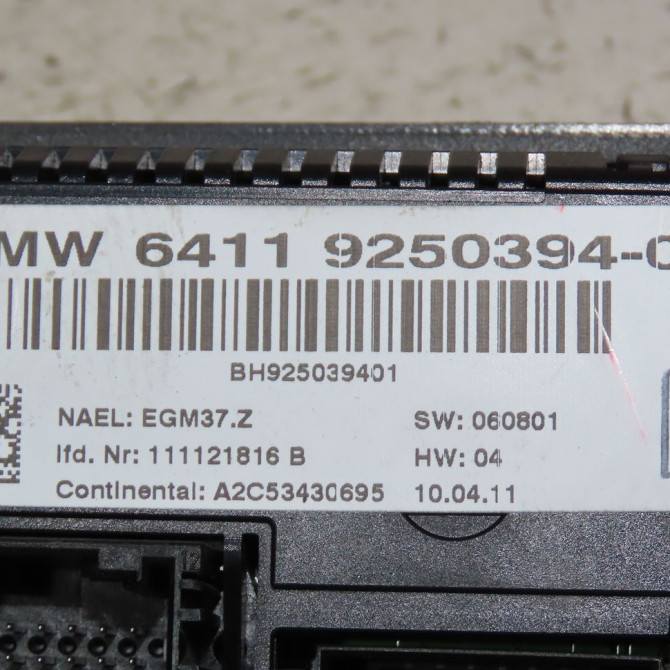 MW 6411 9250394-0
BH925039401
NAEL: EGM37.Z
SW: 060801
lfd. Nr: 111121816 B
HW: 04
Continental: A2C53430695
10.04.11
12